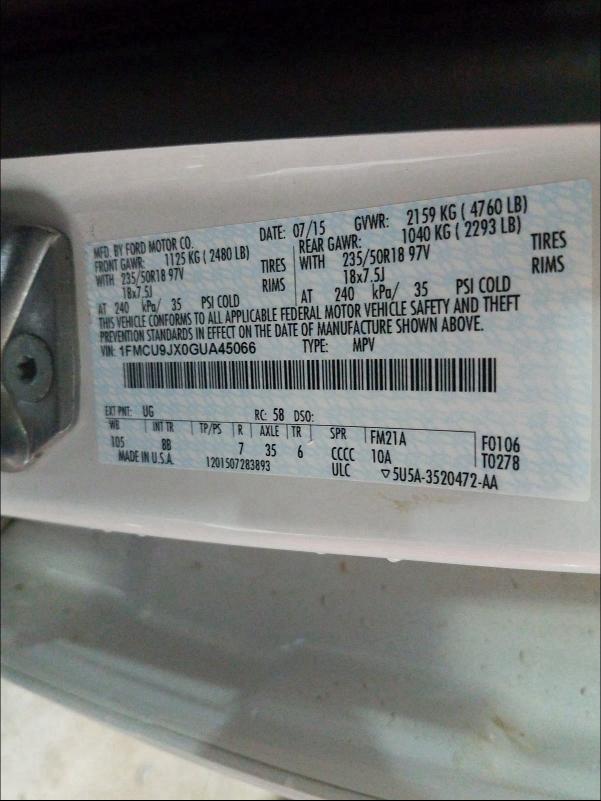 MFD. BY FORD MOTOR CO. DATE: 07/15 GVWR: 2159 KG ( 4760 LB)
FRONT GAWR: 1125 KG ( 2480 LB) REAR GAWR: 1040 KG ( 2293 LB)
WITH 235/50R18 97V TIRES WITH 235/50R18 97V TIRES
18x7.5J RIMS 18x7.5J RIMS
AT 240 kPa/ 35 PSI COLD AT 240 kPa/ 35 PSI COLD
THIS VEHICLE CONFORMS TO ALL APPLICABLE FEDERAL MOTOR VEHICLE SAFETY AND THEFT
PREVENTION STANDARDS IN EFFECT ON THE DATE OF MANUFACTURE SHOWN ABOVE.
VIN: 1FMCU9JX0GUA45066 TYPE: MPV
EXT PNT: UG RC: 58 DSO:
WB INT TR TP/PS R AXLE TR SPR FM21A F0106
105 8B 7 35 6 CCCC 10A T0278
MADE IN U.S.A. 1201507283893 ULC ▽5U5A-3520472-AA